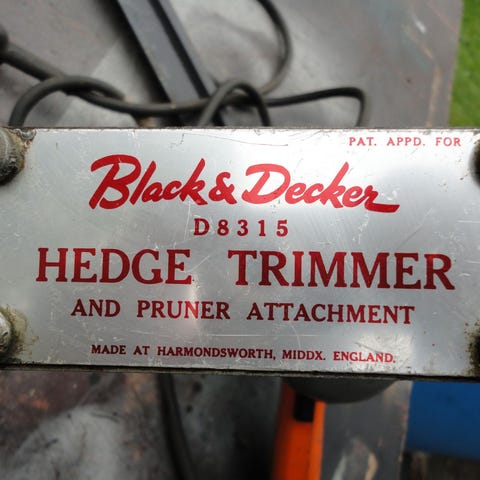 PAT. APPD. FOR
Black & Decker
D8315
HEDGE TRIMMER
AND PRUNER ATTACHMENT
MADE AT HARMONDSWORTH, MIDDX. ENGLAND.